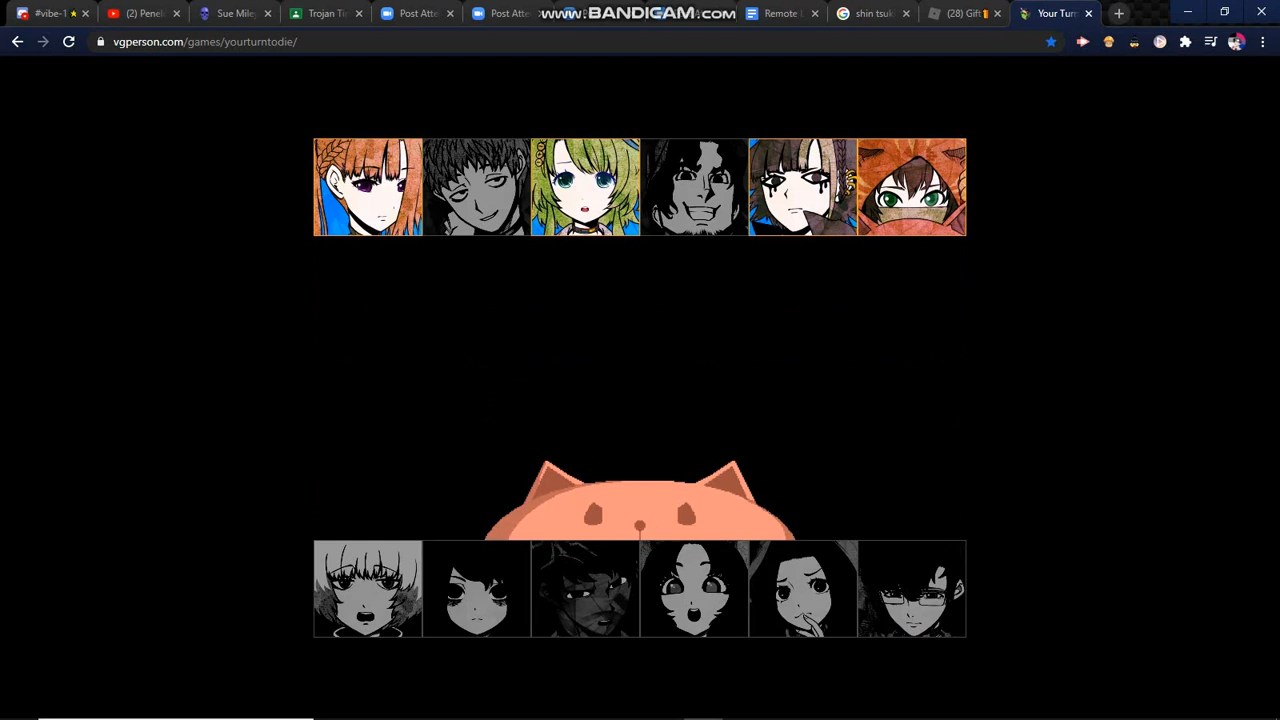 #vibe-1
(2) Penel
Sue Mile
Trojan Ti
Post Atte
Post Atte
www.BANDICAM.com
Remote
shin tsuk
(28) Gift
Your Turn
vgperson.com/games/yourturntodie/